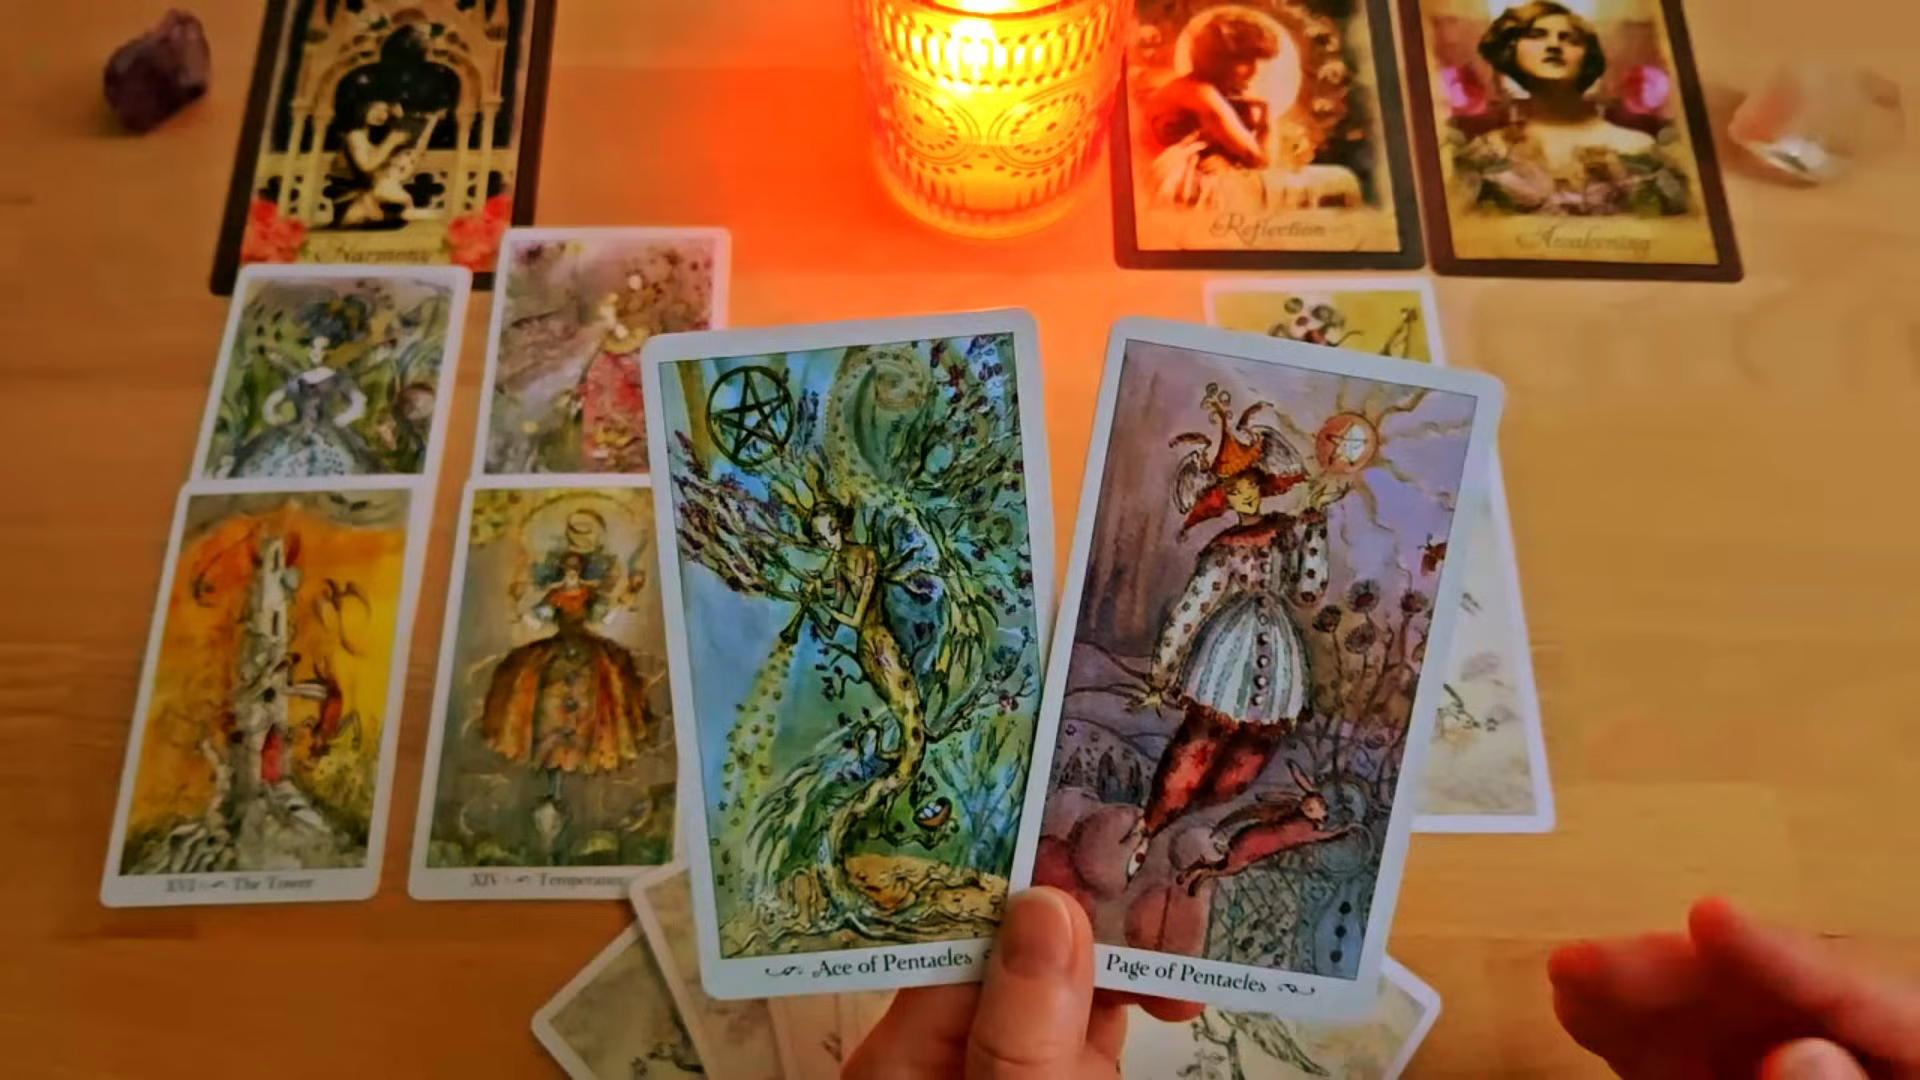 Harmony
Reflection
Awakening
XVI The Tower
XIV Temperance
Ace of Pentacles
Page of Pentacles